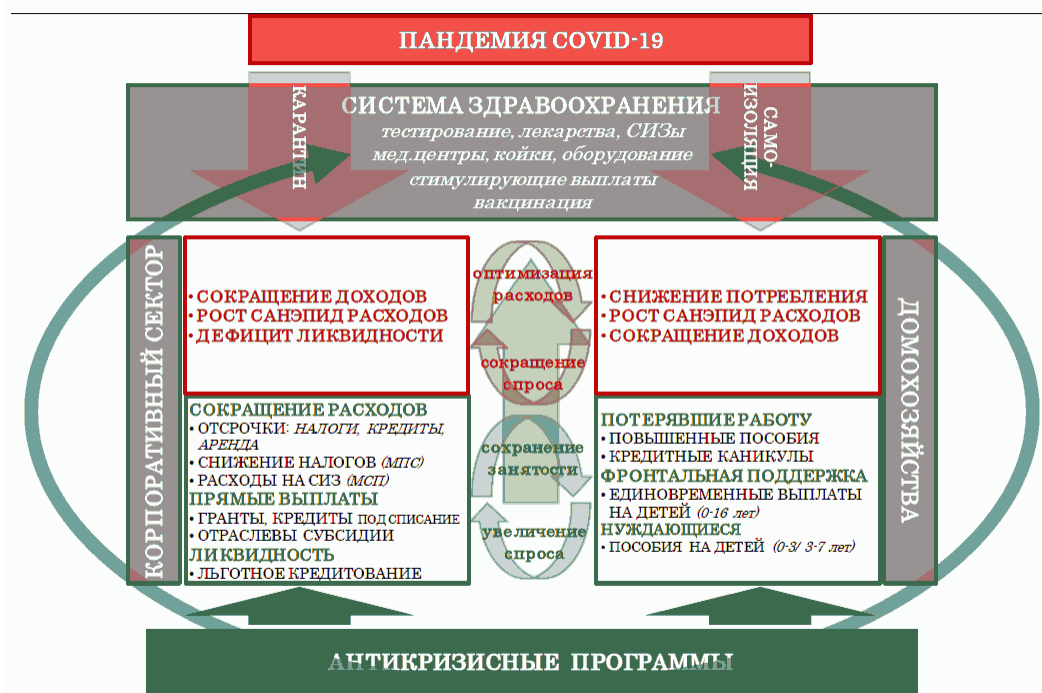 ПАНДЕМИЯ COVID-19
КАРАНТИН
САМО-
ИЗОЛЯЦИЯ
СИСТЕМА ЗДРАВООХРАНЕНИЯ
тестирование, лекарства, СИЗы
мед.центры, койки, оборудование
стимулирующие выплаты
вакцинация
КОРПОРАТИВНЫЙ СЕКТОР
• СОКРАЩЕНИЕ ДОХОДОВ
• РОСТ САНЭПИД РАСХОДОВ
• ДЕФИЦИТ ЛИКВИДНОСТИ
СОКРАЩЕНИЕ РАСХОДОВ
• ОТСРОЧКИ: НАЛОГИ, КРЕДИТЫ,
АРЕНДА
• СНИЖЕНИЕ НАЛОГОВ (МПС)
• РАСХОДЫ НА СИЗ (МСП)
ПРЯМЫЕ ВЫПЛАТЫ
• ГРАНТЫ, КРЕДИТЫ ПОД СПИСАНИЕ
• ОТРАСЛЕВЫ СУБСИДИИ
ЛИКВИДНОСТЬ
• ЛЬГОТНОЕ КРЕДИТОВАНИЕ
оптимизация
расходов
сокращение
спроса
сохранение
занятости
увеличение
спроса
• СНИЖЕНИЕ ПОТРЕБЛЕНИЯ
• РОСТ САНЭПИД РАСХОДОВ
• СОКРАЩЕНИЕ ДОХОДОВ
ПОТЕРЯВШИЕ РАБОТУ
• ПОВЫШЕННЫЕ ПОСОБИЯ
• КРЕДИТНЫЕ КАНИКУЛЫ
ФРОНТАЛЬНАЯ ПОДДЕРЖКА
• ЕДИНОВРЕМЕННЫЕ ВЫПЛАТЫ
НА ДЕТЕЙ (0-16 лет)
НУЖДАЮЩИЕСЯ
• ПОСОБИЯ НА ДЕТЕЙ (0-3/ 3-7 лет)
ДОМОХОЗЯЙСТВА
АНТИКРИЗИСНЫЕ ПРОГРАММЫ